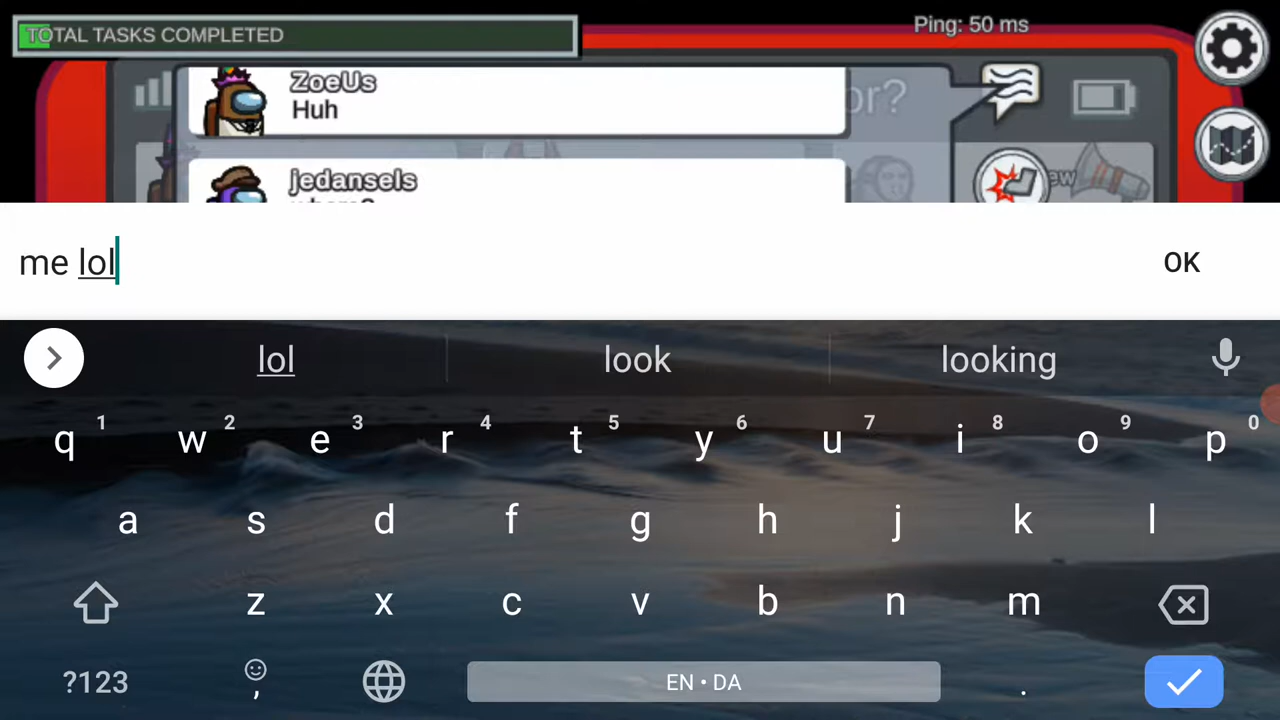 TOTAL TASKS COMPLETED
Ping: 50 ms
ZoeUs
Huh
or?
jedansels
me lol
OK
lol look looking
q 1 w 2 e 3 r 4 t 5 y 6 u 7 i 8 o 9 p 0
a s d f g h j k l
z x c v b n m
?123 , EN • DA .